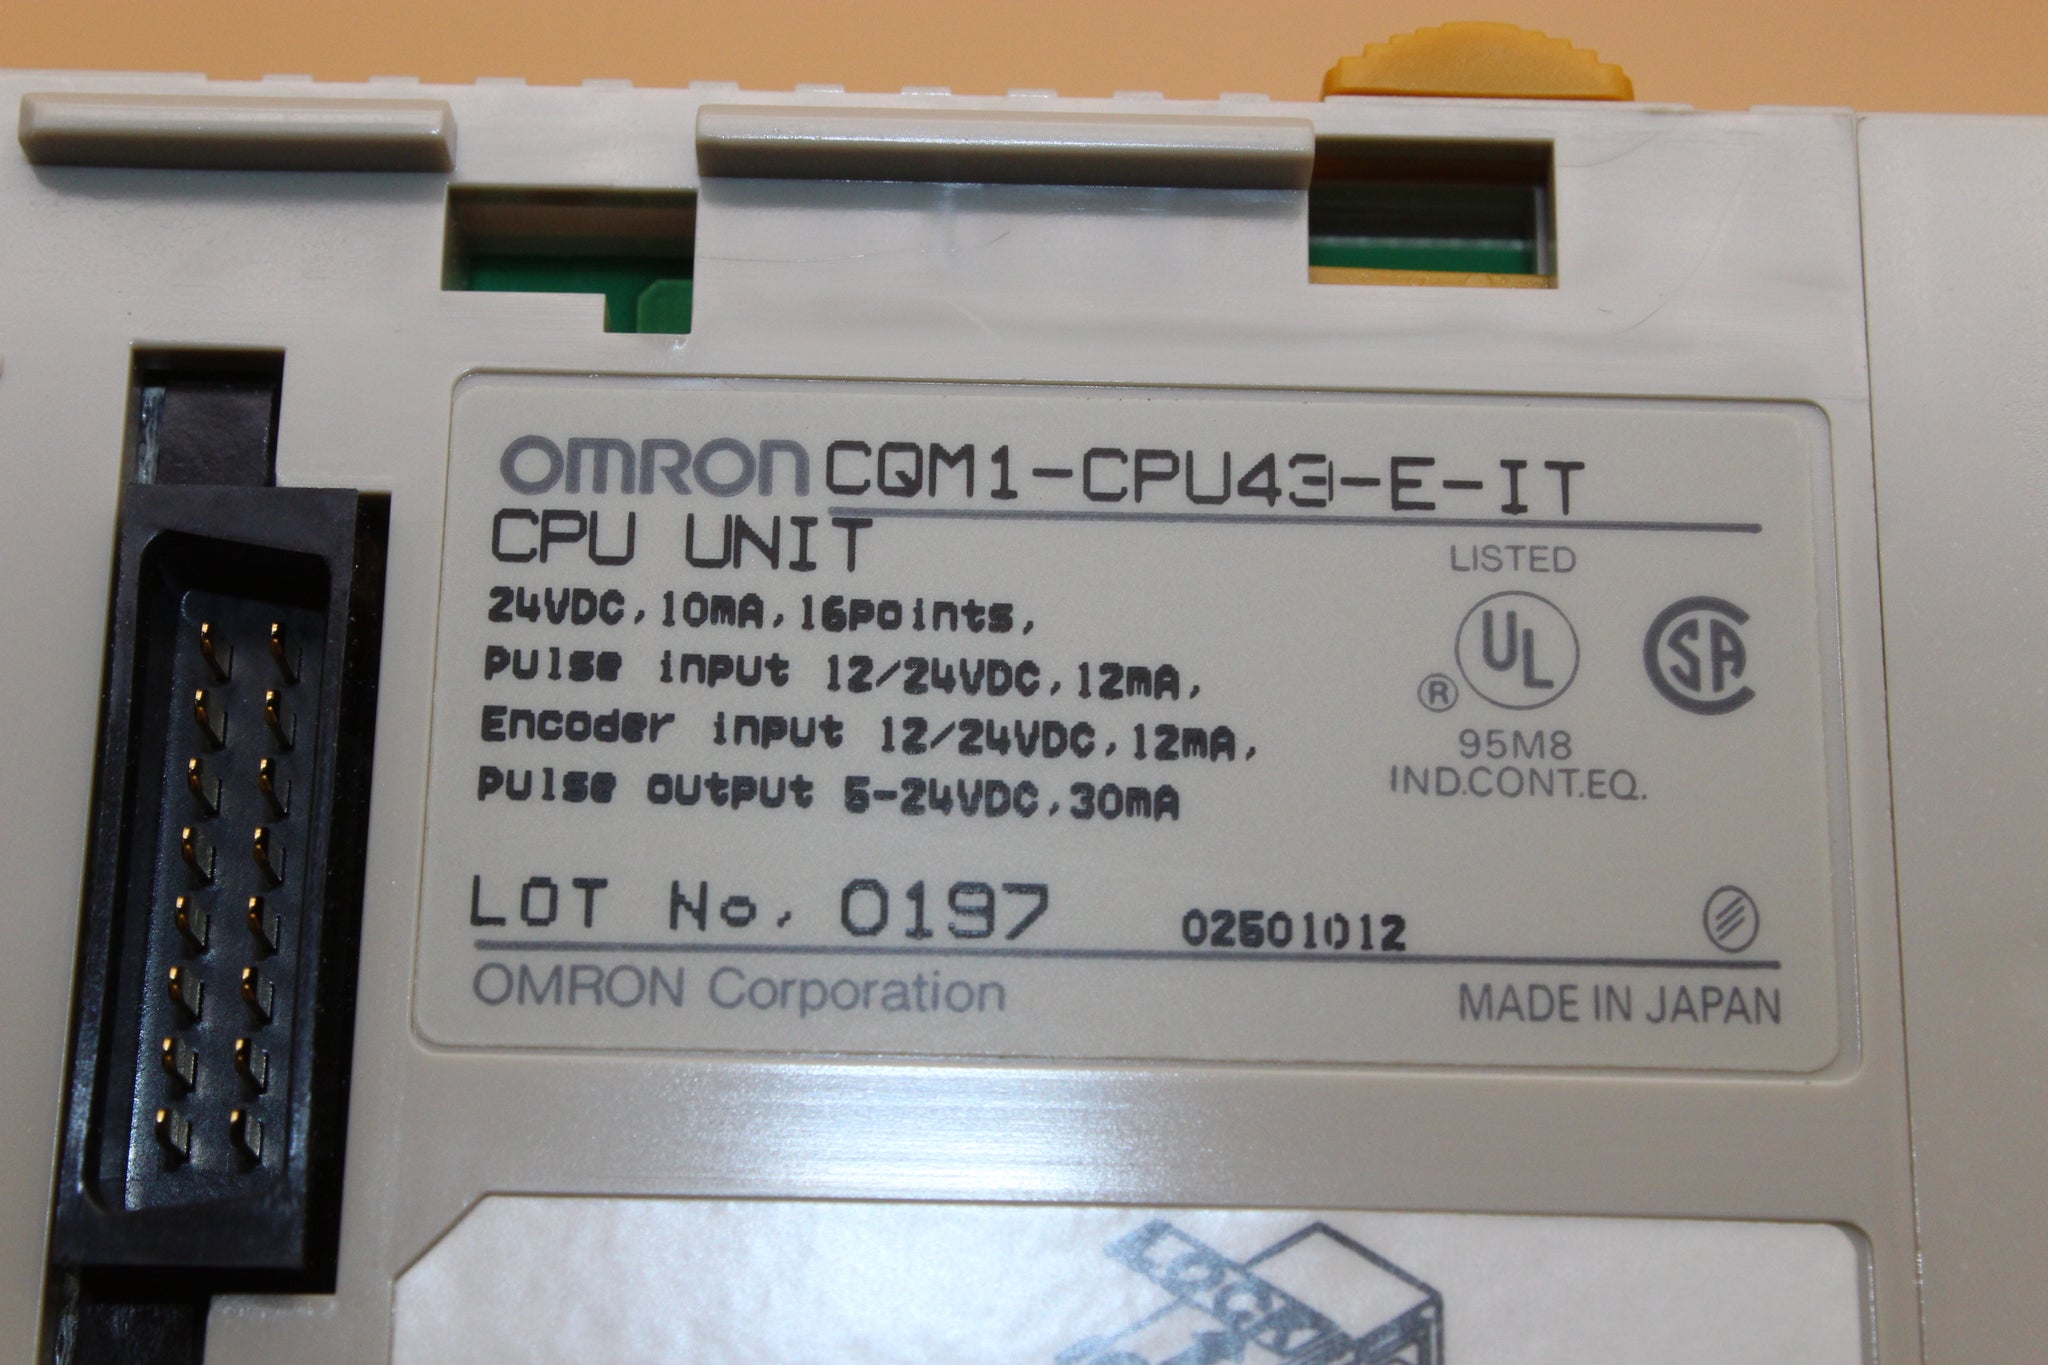 OMRON CQM1-CPU43-E-IT
CPU UNIT
24VDC, 10mA, 16points,
pulse input 12/24VDC, 12mA,
Encoder input 12/24VDC, 12mA,
pulse output 5-24VDC, 30mA
LISTED
UL
®
SA
95M8
IND.CONT.EQ.
LOT No. 0197 02501012
OMRON Corporation MADE IN JAPAN